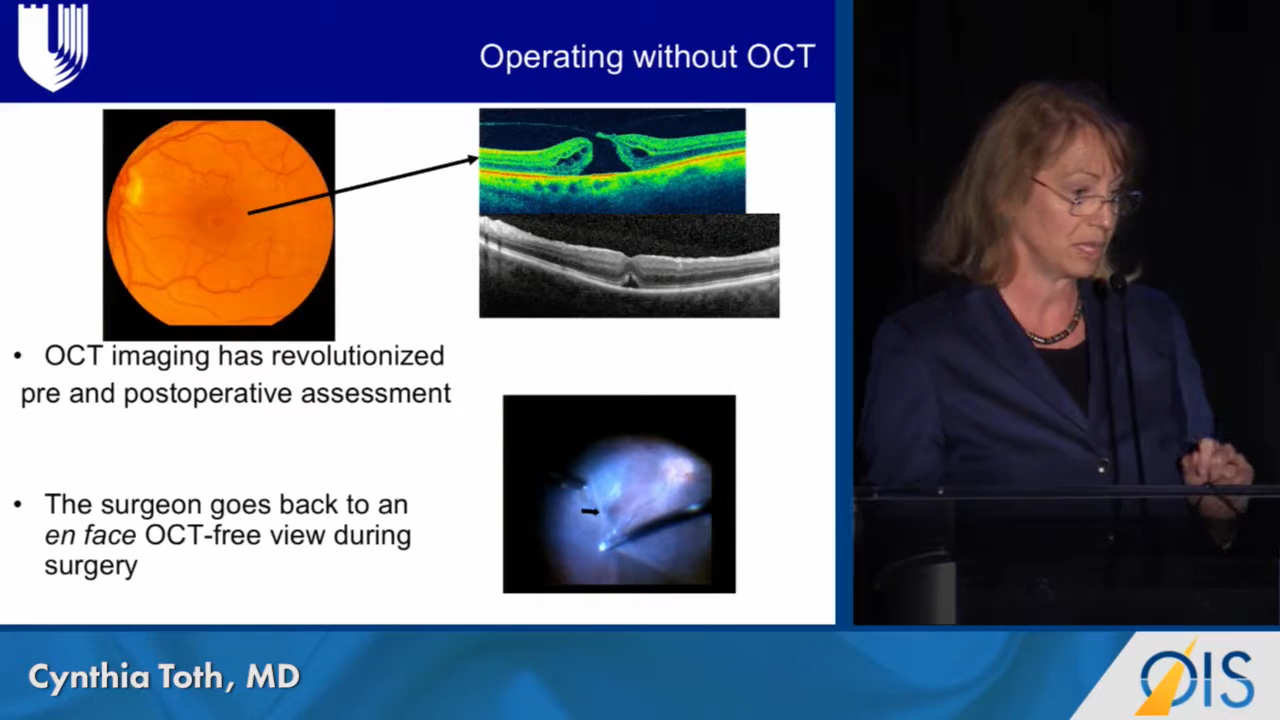 Operating without OCT
• OCT imaging has revolutionized
pre and postoperative assessment
• The surgeon goes back to an
en face OCT-free view during
surgery
Cynthia Toth, MD
OIS